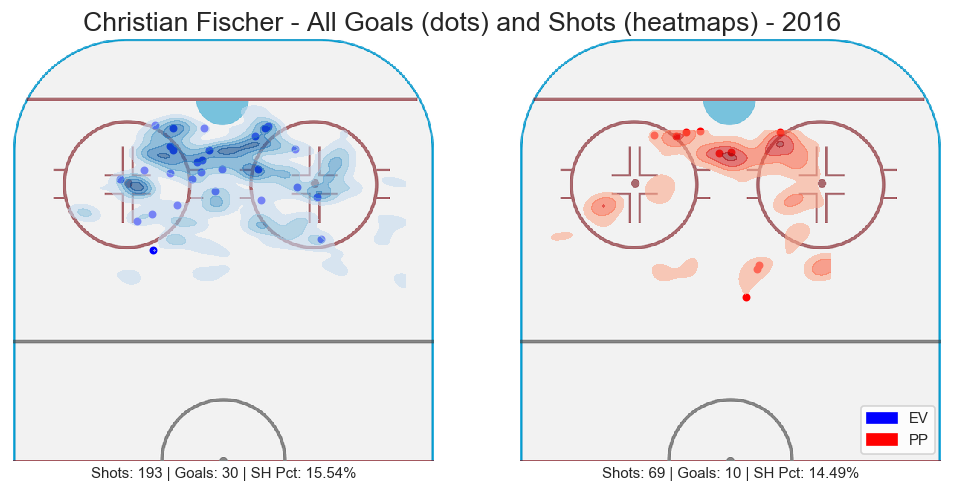 Christian Fischer - All Goals (dots) and Shots (heatmaps) - 2016
EV
PP
Shots: 193 | Goals: 30 | SH Pct: 15.54%
Shots: 69 | Goals: 10 | SH Pct: 14.49%